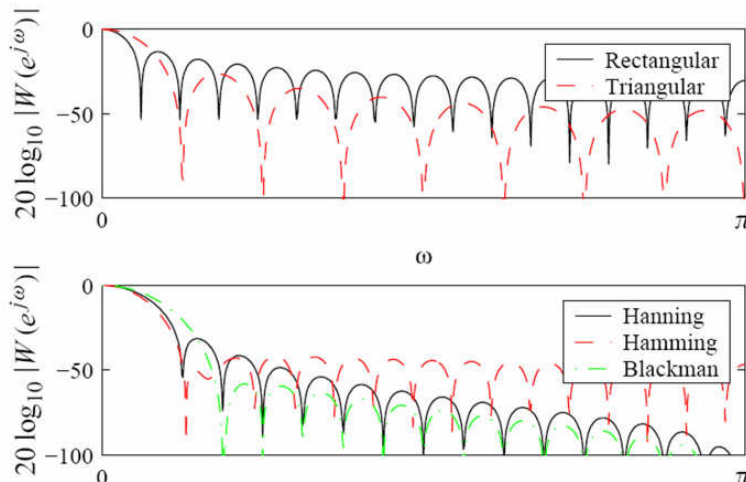 0
Rectangular
Triangular
−50
−100
0
π
20 log10 |W(e^jω)|
ω
0
Hanning
Hamming
Blackman
−50
−100
0
π
20 log10 |W(e^jω)|